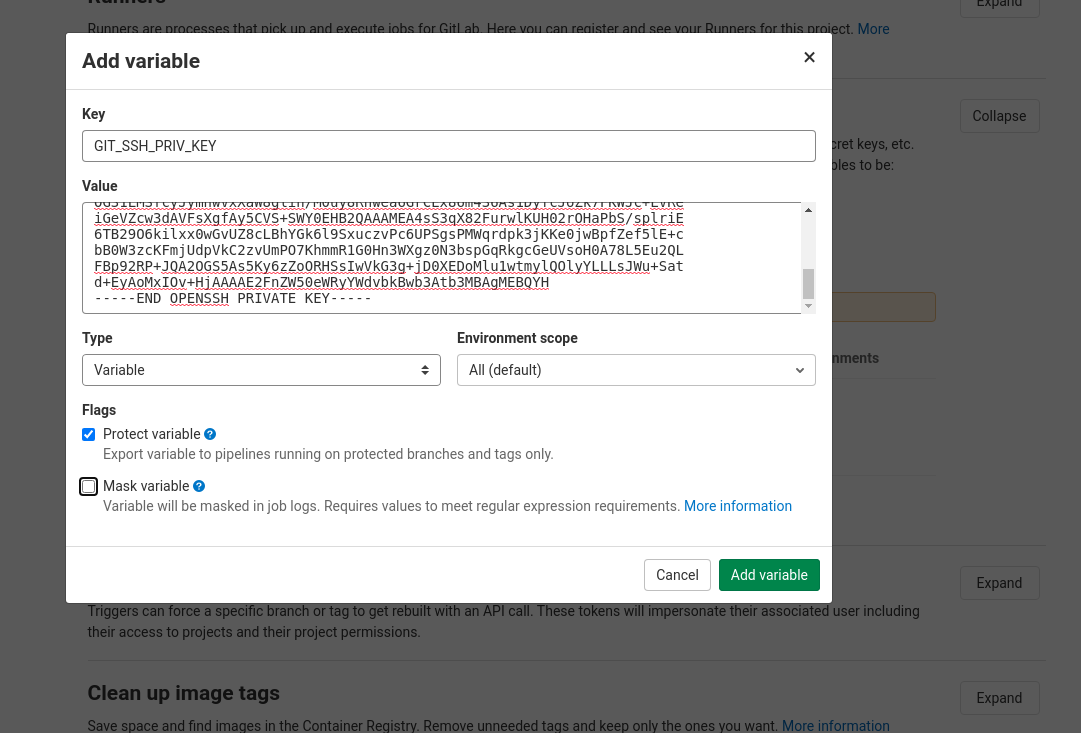 Runners
Expand
Runners are processes that pick up and execute jobs for GitLab. Here you can register and see your Runners for this project. More
Add variable
×
Collapse
cret keys, etc.
bles to be:
Key
GIT_SSH_PRIV_KEY
Value
iGeVZcw3dAVFsXgfAy5CVS+SWY0EHB2QAAAMEA4sS3qX82FurwlKUH02rOHaPbS/splriE
6TB29O6kilxx0wGvUZ8cLBhYGk6l9SxuczvPc6UPSgsPMWqrdpk3jKKe0jwBpfZef5lE+c
bB0W3zcKFmjUdpVkC2zvUmPO7KhmmR1G0Hn3WXgz0N3bspGqRkgcGeUVsoH0A78L5Eu2QL
FBp92RP+JQA2OGS5As5Ky6zZoORHSsIwVkG3g+jD0XEDoMlu1wtmylQOlyYLLLsJWu+Sat
d+EyAoMxIOv+HjAAAAE2FnZW50eWRyYWdvbkBwb3Atb3MBAgMEBQYH
-----END OPENSSH PRIVATE KEY-----
Type
Environment scope
Variable
All (default)
nments
Flags
Protect variable
Export variable to pipelines running on protected branches and tags only.
Mask variable
Variable will be masked in job logs. Requires values to meet regular expression requirements. More information
Cancel
Add variable
Expand
Triggers can force a specific branch or tag to get rebuilt with an API call. These tokens will impersonate their associated user including
their access to projects and their project permissions.
Clean up image tags
Expand
Save space and find images in the Container Registry. Remove unneeded tags and keep only the ones you want. More information